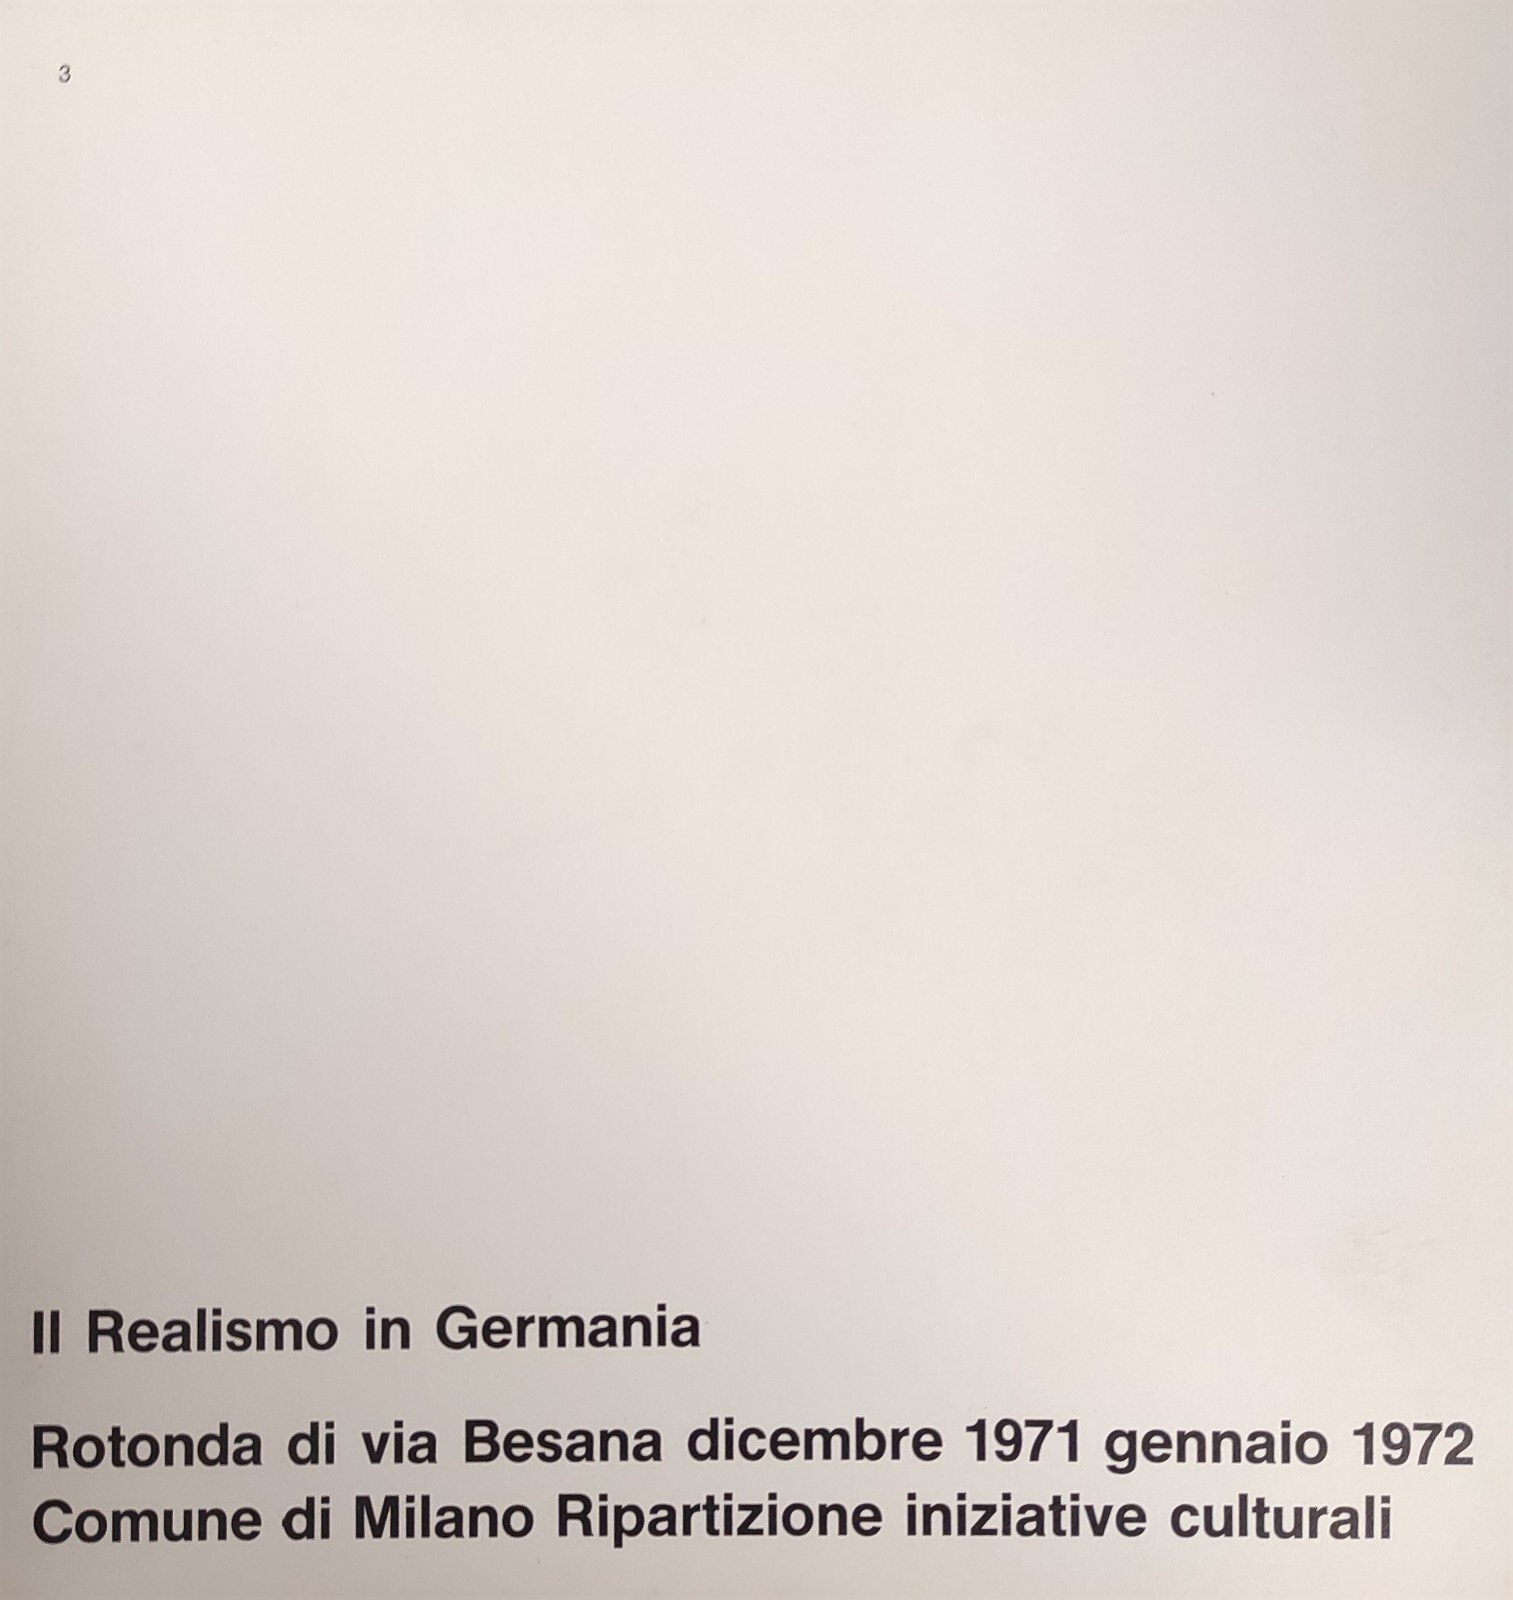 3
Il Realismo in Germania
Rotonda di via Besana dicembre 1971 gennaio 1972
Comune di Milano Ripartizione iniziative culturali